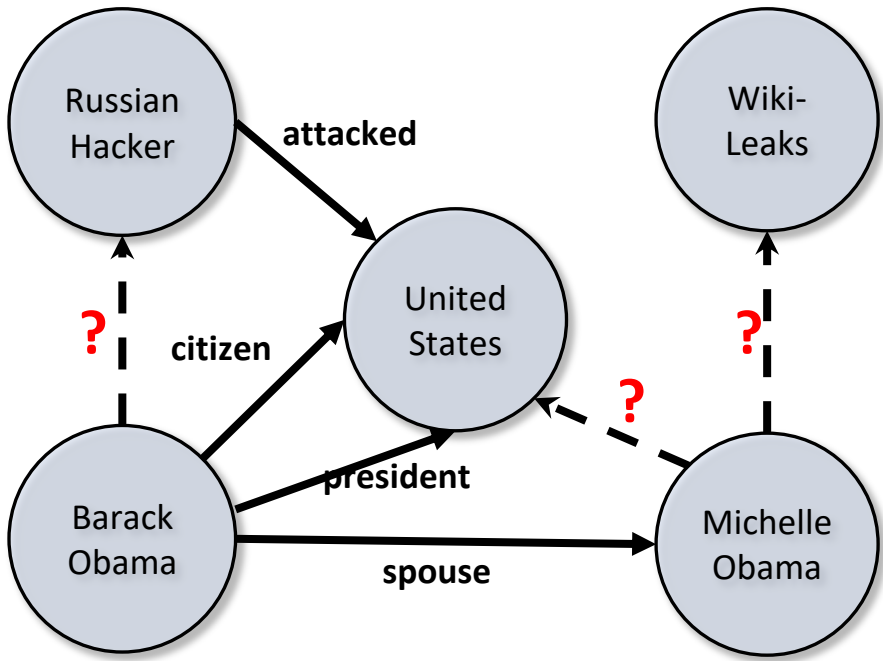 Russian
Hacker
Wiki-
Leaks
attacked
United
States
?
citizen
?
?
president
Barack
Obama
Michelle
Obama
spouse